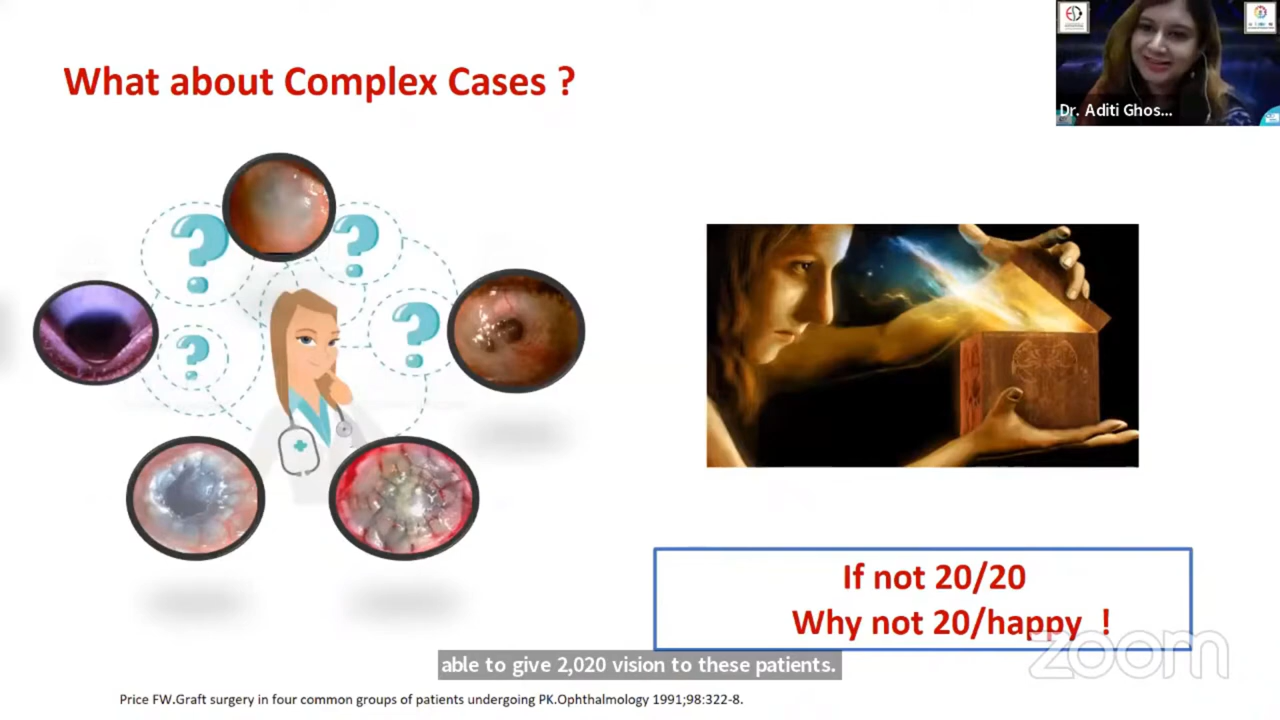 What about Complex Cases ?
Dr. Aditi Ghos...
If not 20/20
Why not 20/happy !
zoom
able to give 2,020 vision to these patients.
Price FW.Graft surgery in four common groups of patients undergoing PK.Ophthalmology 1991;98:322-8.